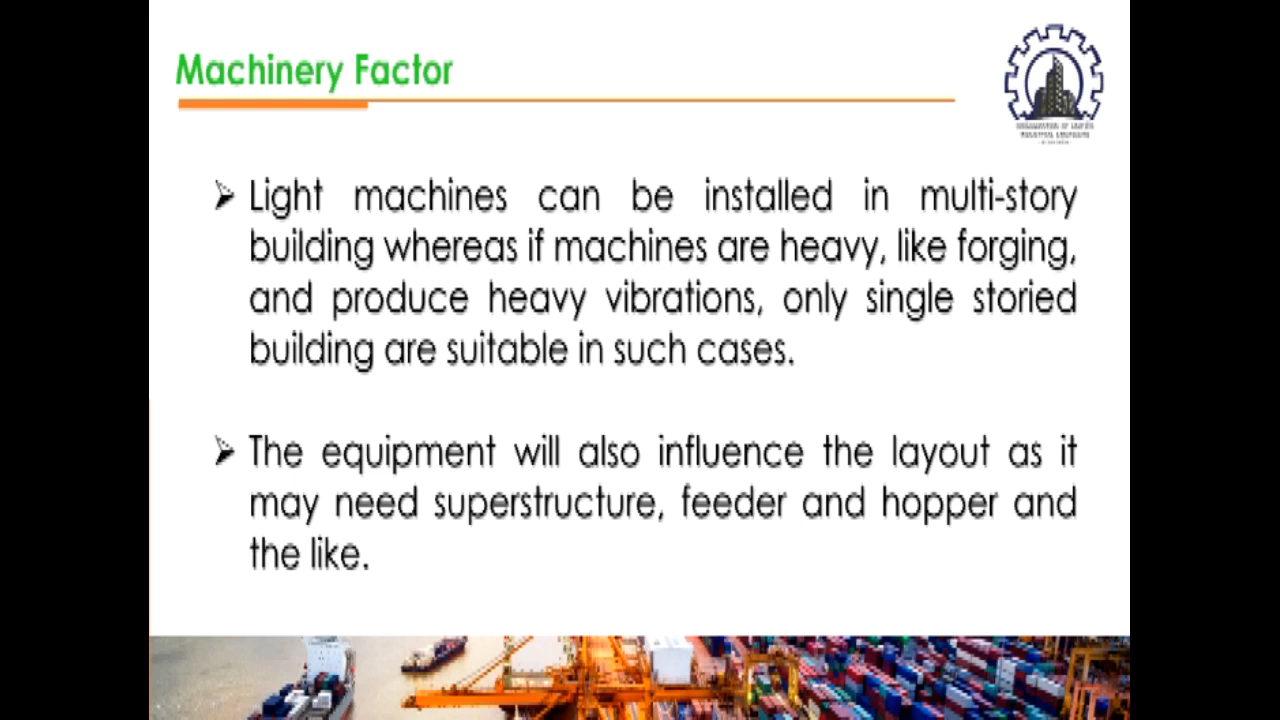 Machinery Factor
Light machines can be installed in multi-story
building whereas if machines are heavy, like forging,
and produce heavy vibrations, only single storied
building are suitable in such cases.
The equipment will also influence the layout as it
may need superstructure, feeder and hopper and
the like.